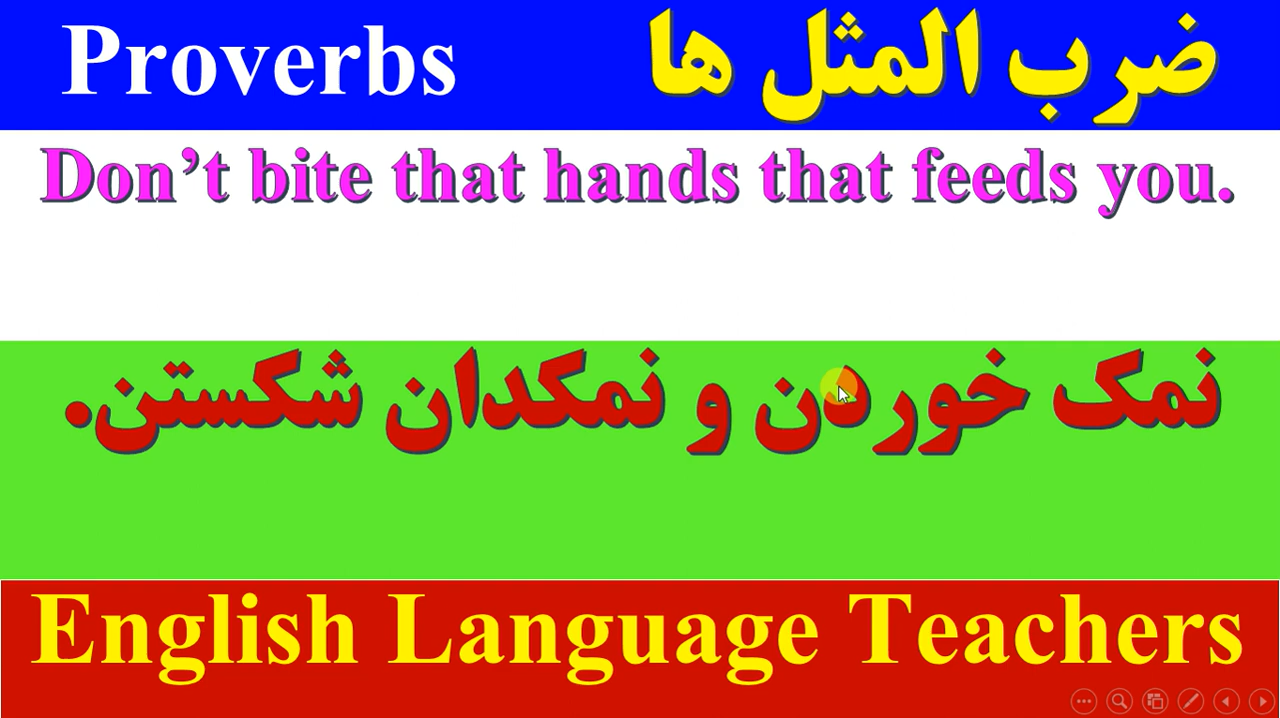 Proverbs ضرب المثل ها
Don’t bite that hands that feeds you.
نمک خوردن و نمکدان شکستن.
English Language Teachers